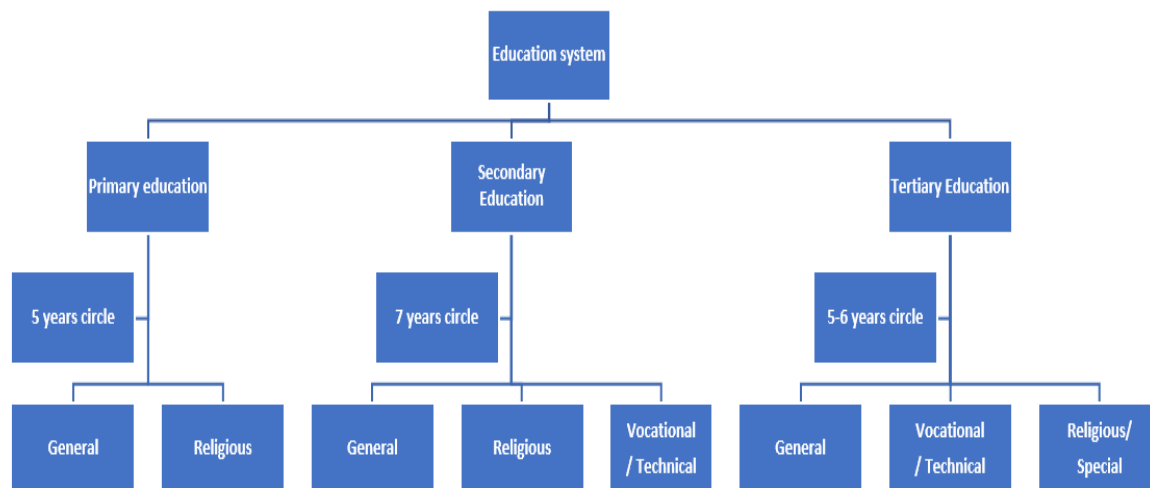 Education system
Primary education
Secondary
Education
Tertiary Education
5 years circle
7 years circle
5-6 years circle
General
Religious
General
Religious
Vocational
/ Technical
General
Vocational
/ Technical
Religious/
Special